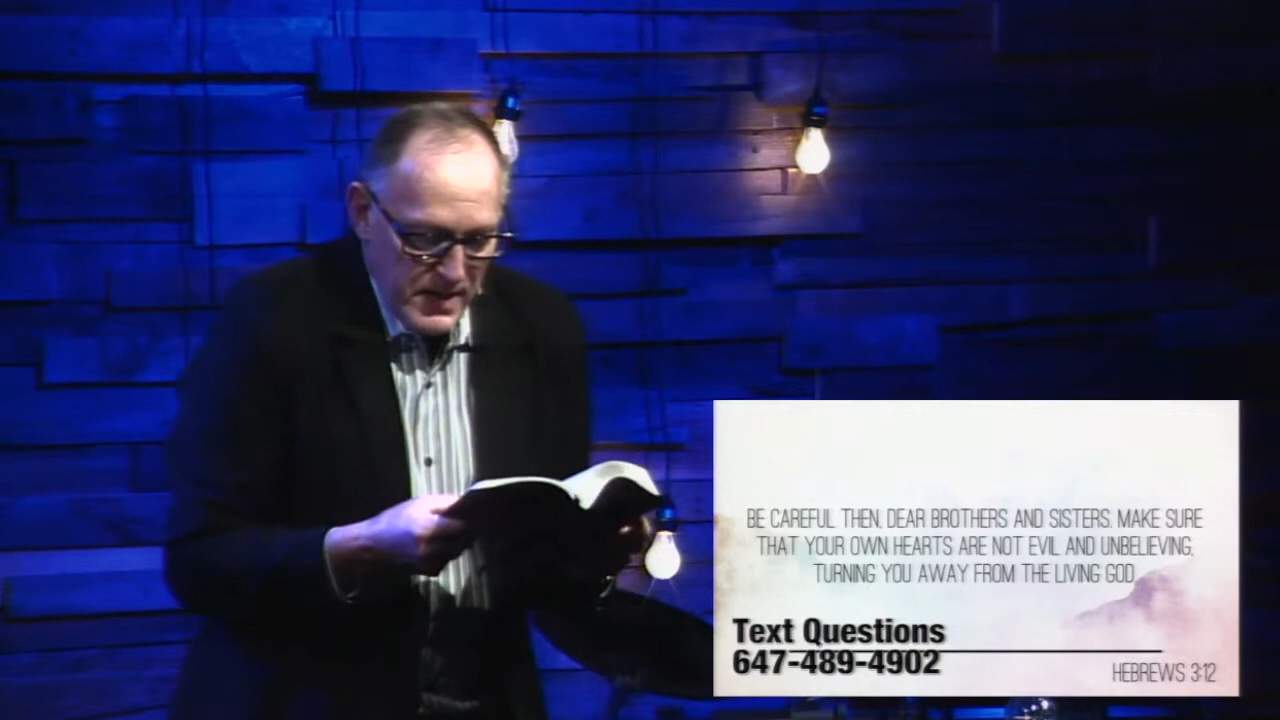 BE CAREFUL THEN, DEAR BROTHERS AND SISTERS. MAKE SURE
THAT YOUR OWN HEARTS ARE NOT EVIL AND UNBELIEVING,
TURNING YOU AWAY FROM THE LIVING GOD.
Text Questions
647-489-4902
HEBREWS 3:12